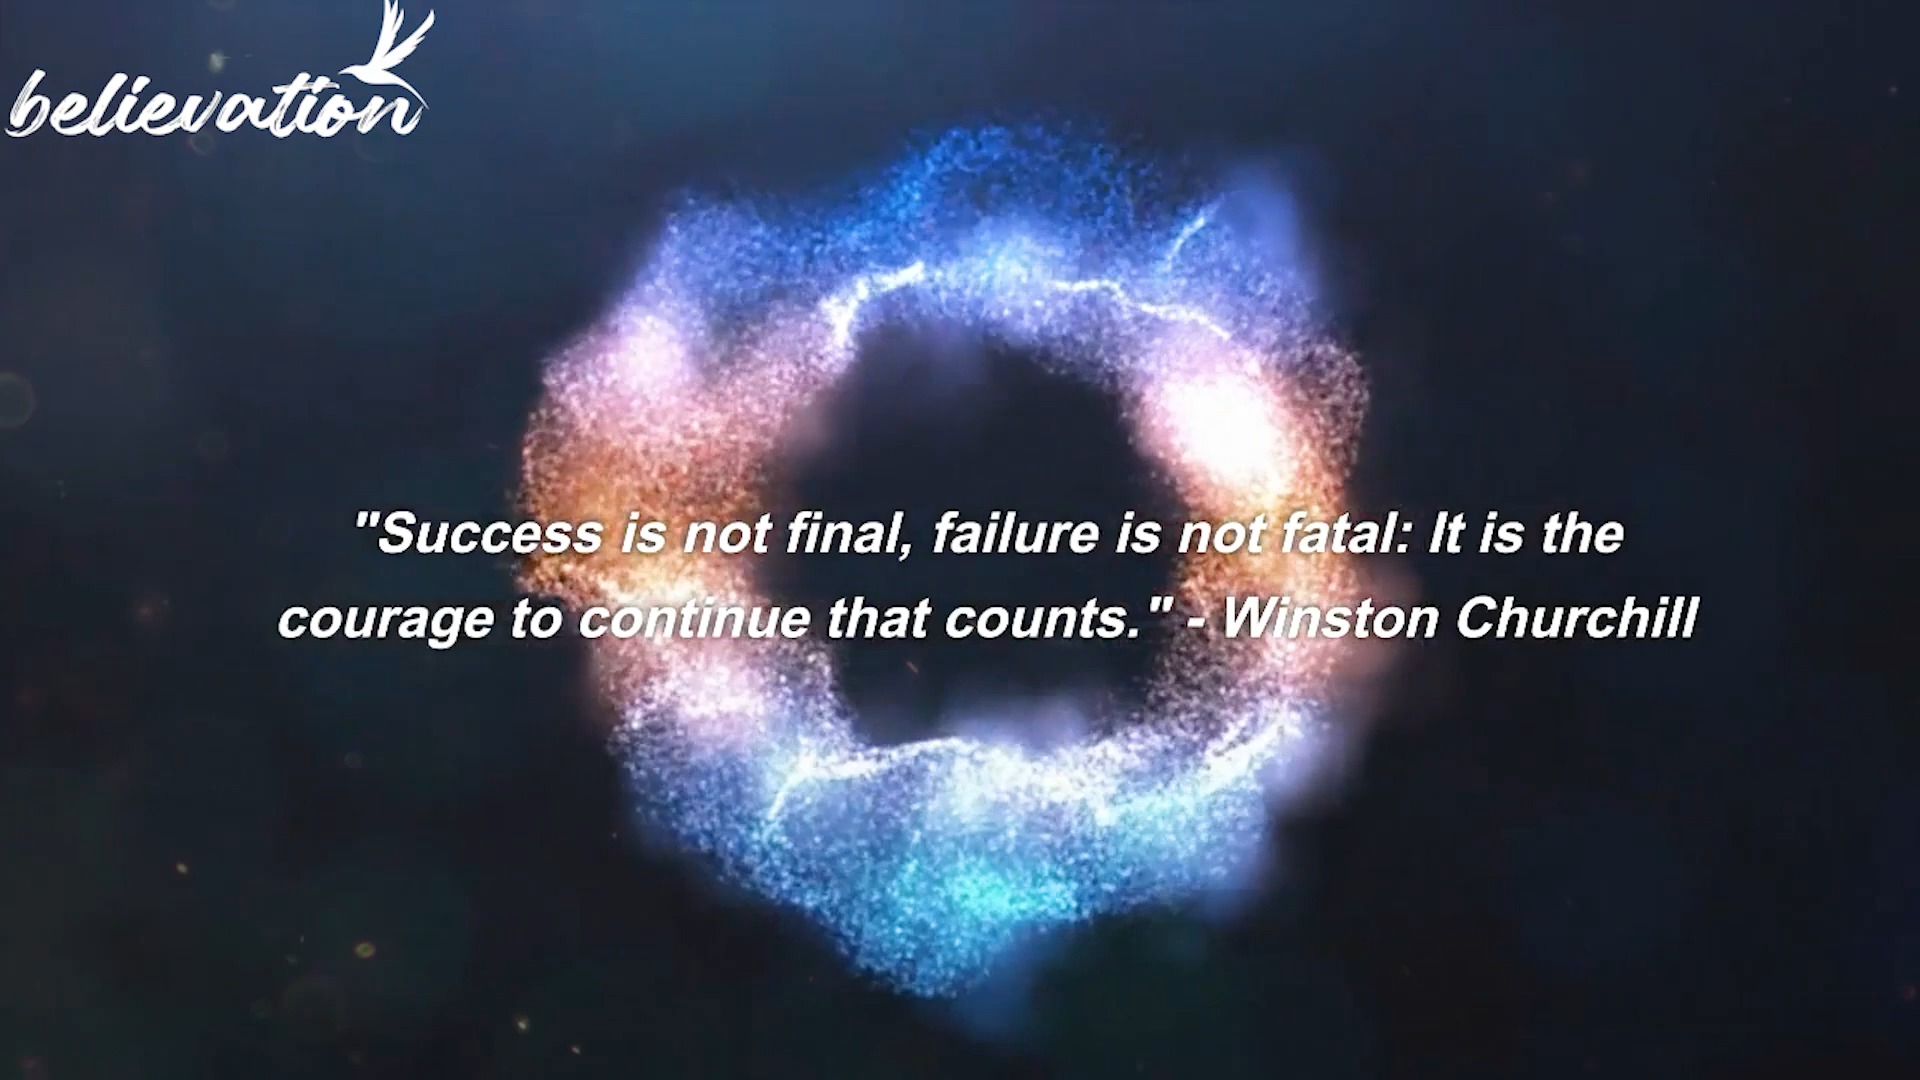 believation
"Success is not final, failure is not fatal: It is the
courage to continue that counts." - Winston Churchill